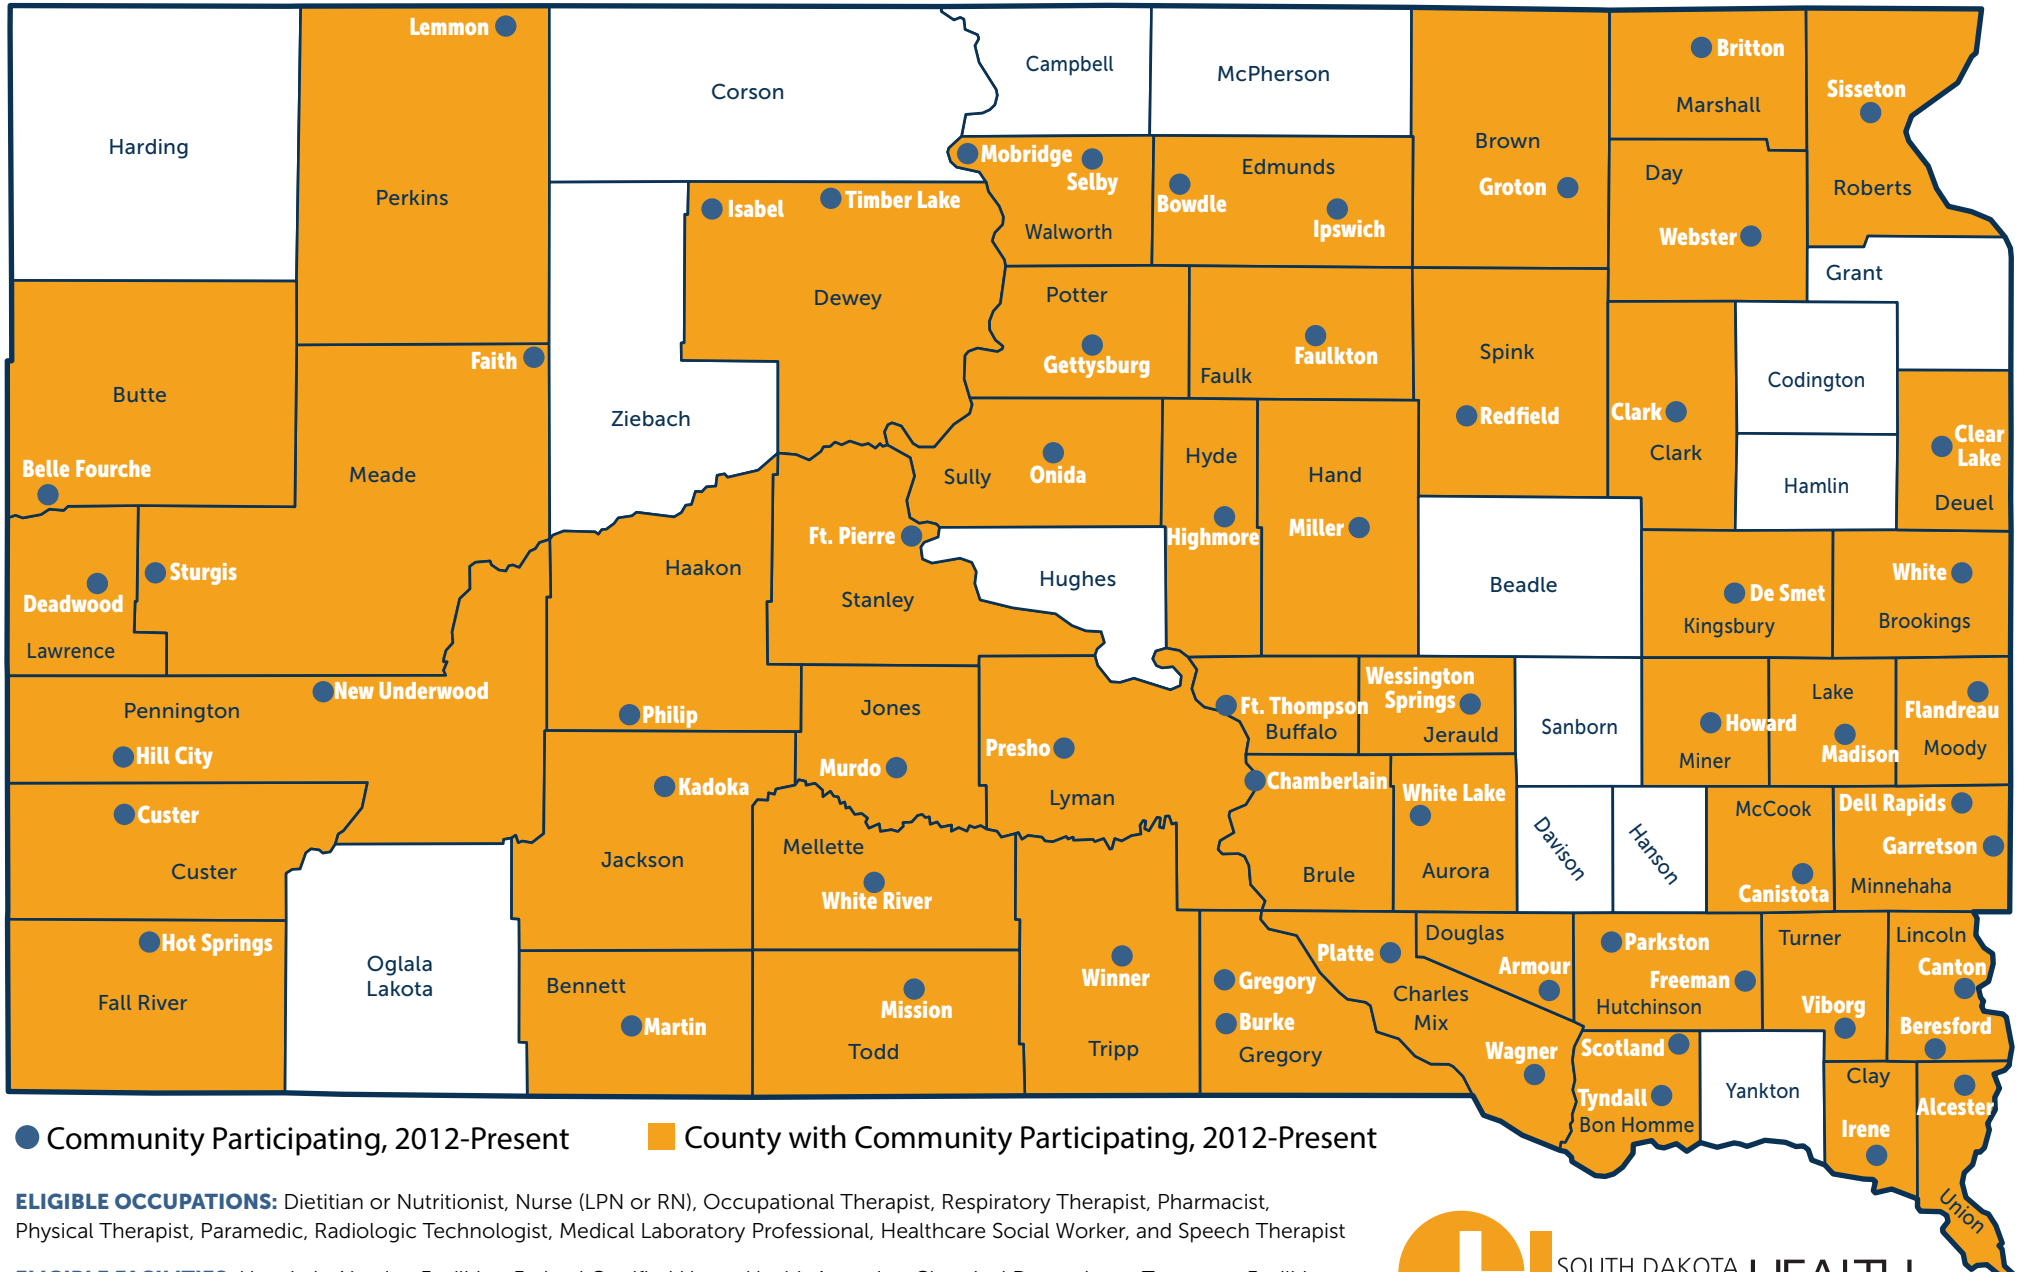 Lemmon
Harding
Perkins
Corson
Campbell
McPherson
Brown
Groton
Britton
Marshall
Sisseton
Roberts
Mobridge
Selby
Walworth
Edmunds
Bowdle
Ipswich
Day
Webster
Grant
Isabel
Timber Lake
Dewey
Potter
Gettysburg
Faulkton
Faulk
Spink
Redfield
Clark
Clark
Codington
Hamlin
Clear
Lake
Deuel
Butte
Belle Fourche
Faith
Meade
Ziebach
Sully
Onida
Hyde
Highmore
Hand
Miller
Beadle
Deadwood
Lawrence
Sturgis
Haakon
Philip
Ft. Pierre
Stanley
Hughes
De Smet
Kingsbury
White
Brookings
New Underwood
Pennington
Hill City
Jones
Murdo
Presho
Lyman
Ft. Thompson
Buffalo
Wessington
Springs
Jerauld
Sanborn
Howard
Miner
Lake
Madison
Flandreau
Moody
Custer
Custer
Kadoka
Jackson
Mellette
White River
Chamberlain
Brule
White Lake
Aurora
Davison
Hanson
McCook
Canistota
Dell Rapids
Garretson
Minnehaha
Hot Springs
Fall River
Oglala
Lakota
Bennett
Martin
Mission
Todd
Winner
Tripp
Gregory
Burke
Gregory
Platte
Charles
Mix
Wagner
Douglas
Armour
Parkston
Freeman
Hutchinson
Turner
Viborg
Lincoln
Canton
Beresford
Scotland
Tyndall
Bon Homme
Yankton
Clay
Irene
Alcester
Union
Community Participating, 2012-Present
County with Community Participating, 2012-Present
ELIGIBLE OCCUPATIONS: Dietitian or Nutritionist, Nurse (LPN or RN), Occupational Therapist, Respiratory Therapist, Pharmacist,
Physical Therapist, Paramedic, Radiologic Technologist, Medical Laboratory Professional, Healthcare Social Worker, and Speech Therapist
SOUTH DAKOTA HEALTH